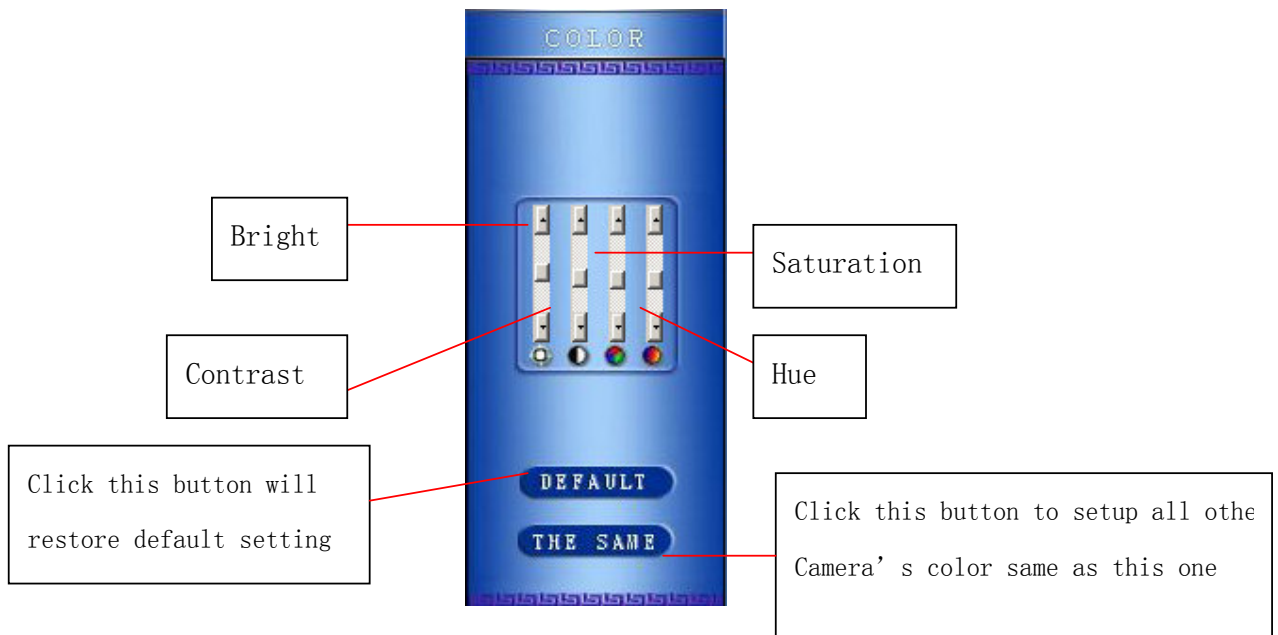 COLOR
Bright
Saturation
Contrast
Hue
DEFAULT
Click this button will
restore default setting
THE SAME
Click this button to setup all othe
Camera’s color same as this one